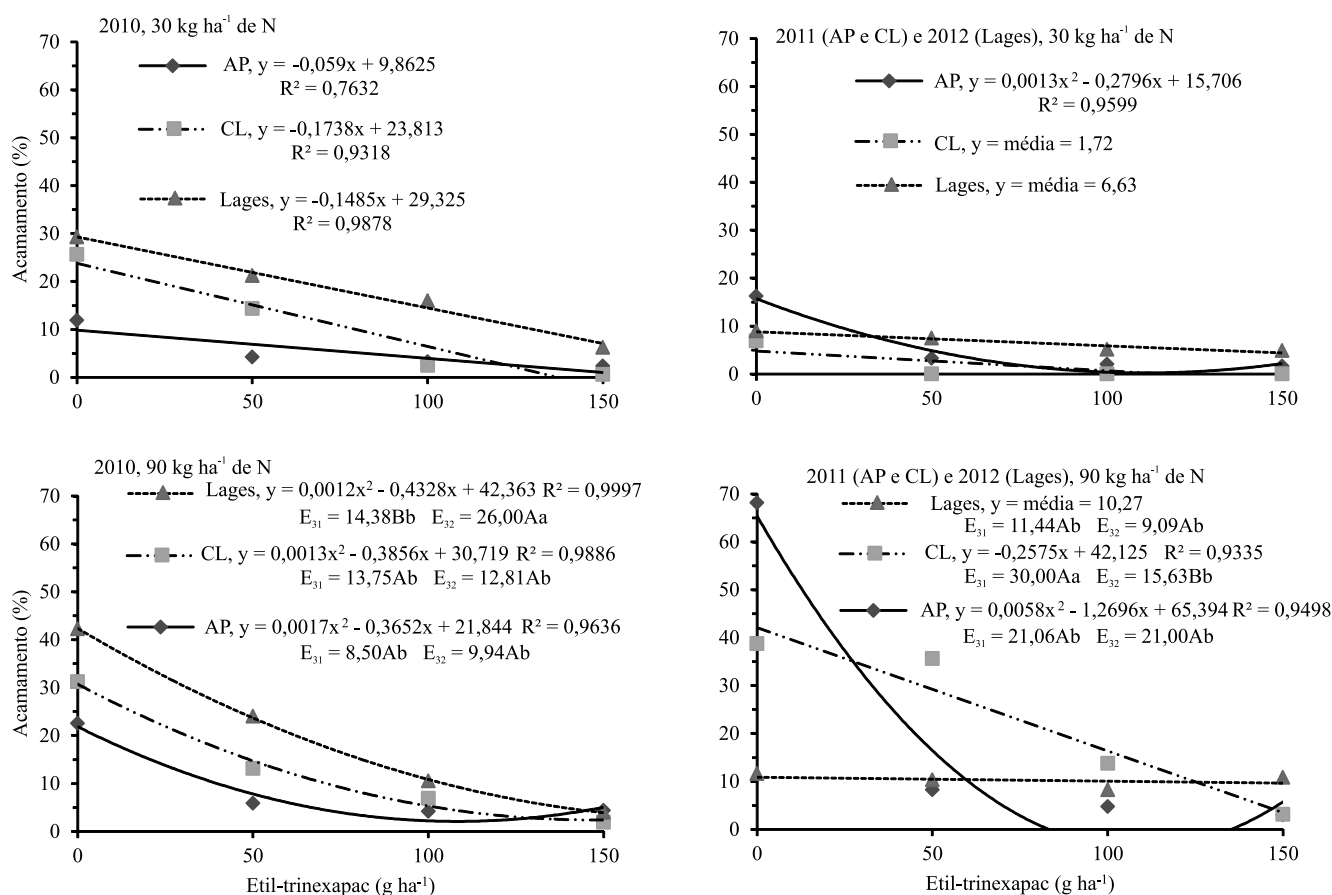 2010, 30 kg ha⁻¹ de N
70
60
50
40
30
20
10
0
Acamamento (%)
AP, y = -0,059x + 9,8625
R² = 0,7632
CL, y = -0,1738x + 23,813
R² = 0,9318
Lages, y = -0,1485x + 29,325
R² = 0,9878
0 50 100 150
2011 (AP e CL) e 2012 (Lages), 30 kg ha⁻¹ de N
70
60
50
40
30
20
10
0
AP, y = 0,0013x² - 0,2796x + 15,706
R² = 0,9599
CL, y = média = 1,72
Lages, y = média = 6,63
0 50 100 150
2010, 90 kg ha⁻¹ de N
70
60
50
40
30
20
10
0
Acamamento (%)
Lages, y = 0,0012x² - 0,4328x + 42,363 R² = 0,9997
E₃₁ = 14,38Bb E₃₂ = 26,00Aa
CL, y = 0,0013x² - 0,3856x + 30,719 R² = 0,9886
E₃₁ = 13,75Ab E₃₂ = 12,81Ab
AP, y = 0,0017x² - 0,3652x + 21,844 R² = 0,9636
E₃₁ = 8,50Ab E₃₂ = 9,94Ab
0 50 100 150
Etil-trinexapac (g ha⁻¹)
2011 (AP e CL) e 2012 (Lages), 90 kg ha⁻¹ de N
70
60
50
40
30
20
10
0
Lages, y = média = 10,27
E₃₁ = 11,44Ab E₃₂ = 9,09Ab
CL, y = -0,2575x + 42,125 R² = 0,9335
E₃₁ = 30,00Aa E₃₂ = 15,63Bb
AP, y = 0,0058x² - 1,2696x + 65,394 R² = 0,9498
E₃₁ = 21,06Ab E₃₂ = 21,00Ab
0 50 100 150
Etil-trinexapac (g ha⁻¹)